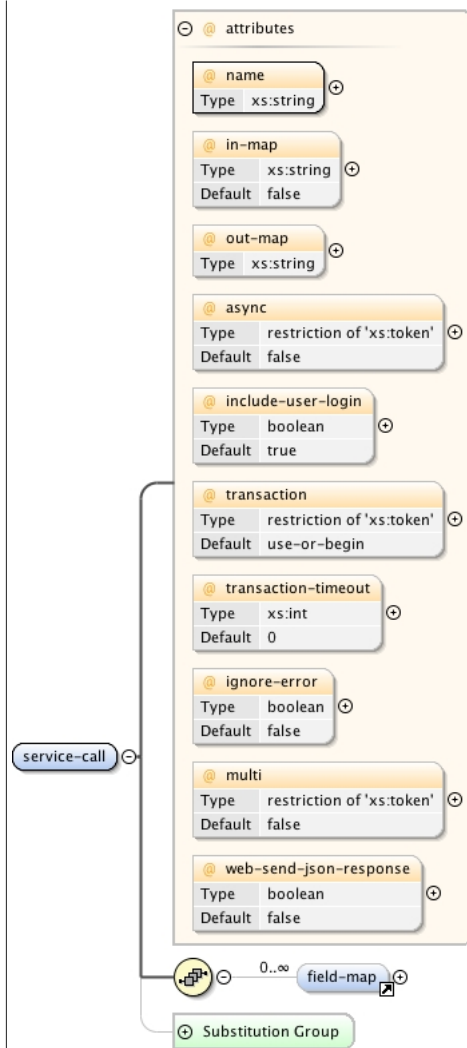 @ attributes
@ name
Type xs:string
@ in-map
Type xs:string
Default false
@ out-map
Type xs:string
@ async
Type restriction of 'xs:token'
Default false
@ include-user-login
Type boolean
Default true
@ transaction
Type restriction of 'xs:token'
Default use-or-begin
@ transaction-timeout
Type xs:int
Default 0
@ ignore-error
Type boolean
Default false
service-call
@ multi
Type restriction of 'xs:token'
Default false
@ web-send-json-response
Type boolean
Default false
0..∞
field-map
Substitution Group